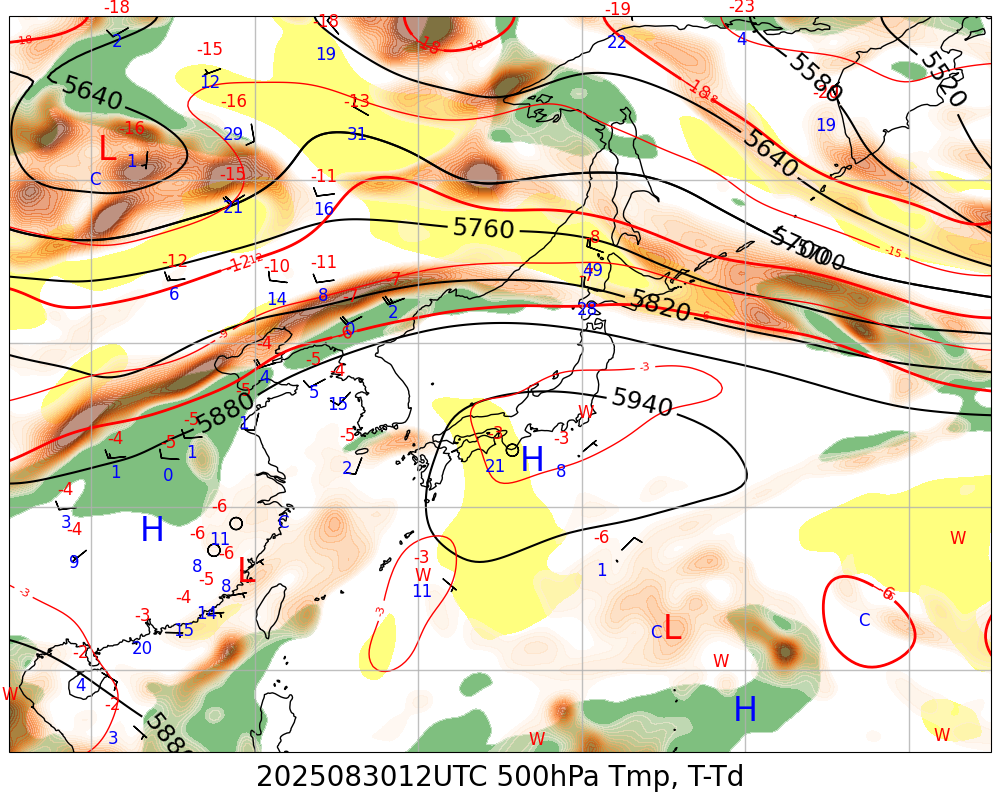 -18 -18 -19 -23
2 19 22 4
-15 12 -18 -18 5580 5520
5640 -16 -13 18 -20
-16 29 31 19
L 1 C -15 21 -11 16 5640
5760 -8 5700
-12 -12 -10 -11 -7 49 -15
6 14 8 2 28 5820
-7 0 -6 -6
-3 -4 -5 -4
4 5 15 -3
5880 -5 1 5940 W
-4 -5 5 -5 -3 -3
1 1 0 2 21 H 8
-4 3 -6
-4 H 11 C -6 W
9 -6 8 -6 L -3 W 1
-3 -5 8 11 -6
-3 -4 14 -3 C
20 15 C L
-2 W
W 4 -2 H
3 5880 W W
2025083012UTC 500hPa Tmp, T-Td